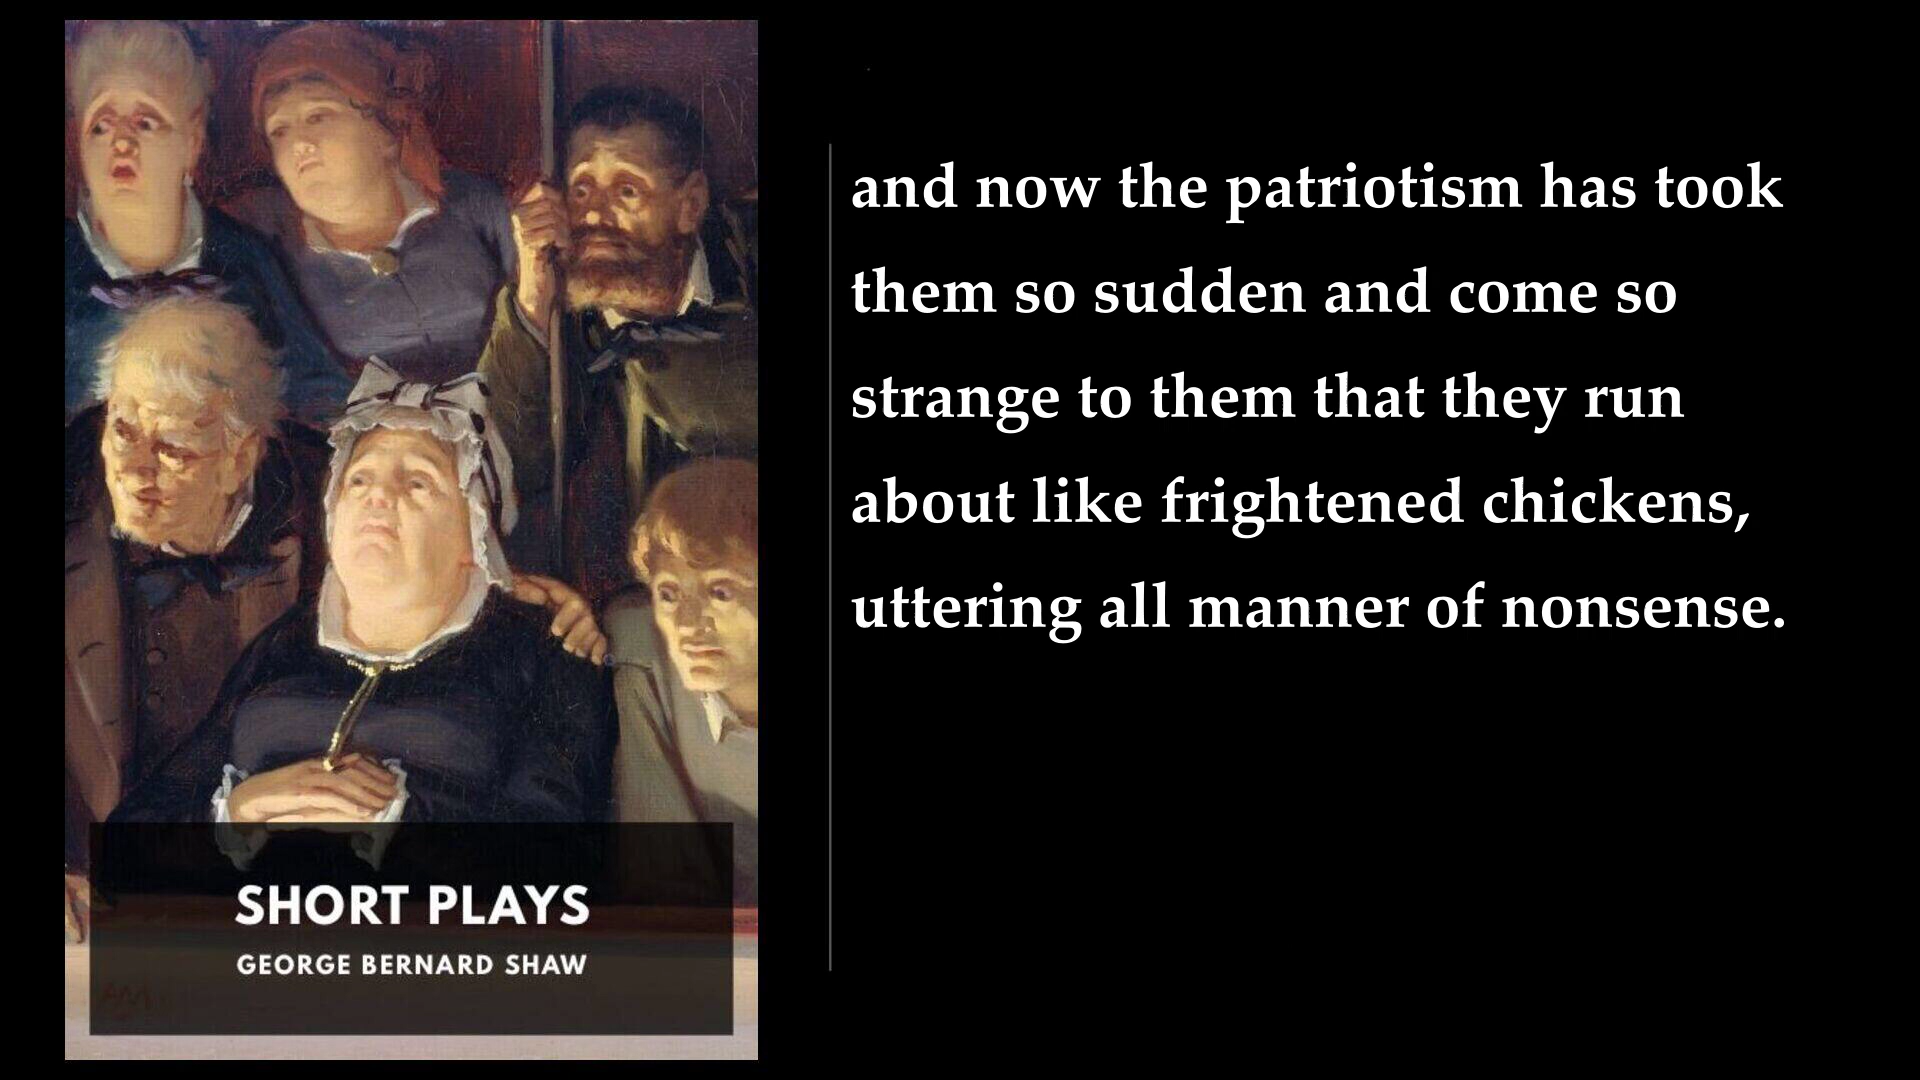 and now the patriotism has took
them so sudden and come so
strange to them that they run
about like frightened chickens,
uttering all manner of nonsense.
SHORT PLAYS
GEORGE BERNARD SHAW